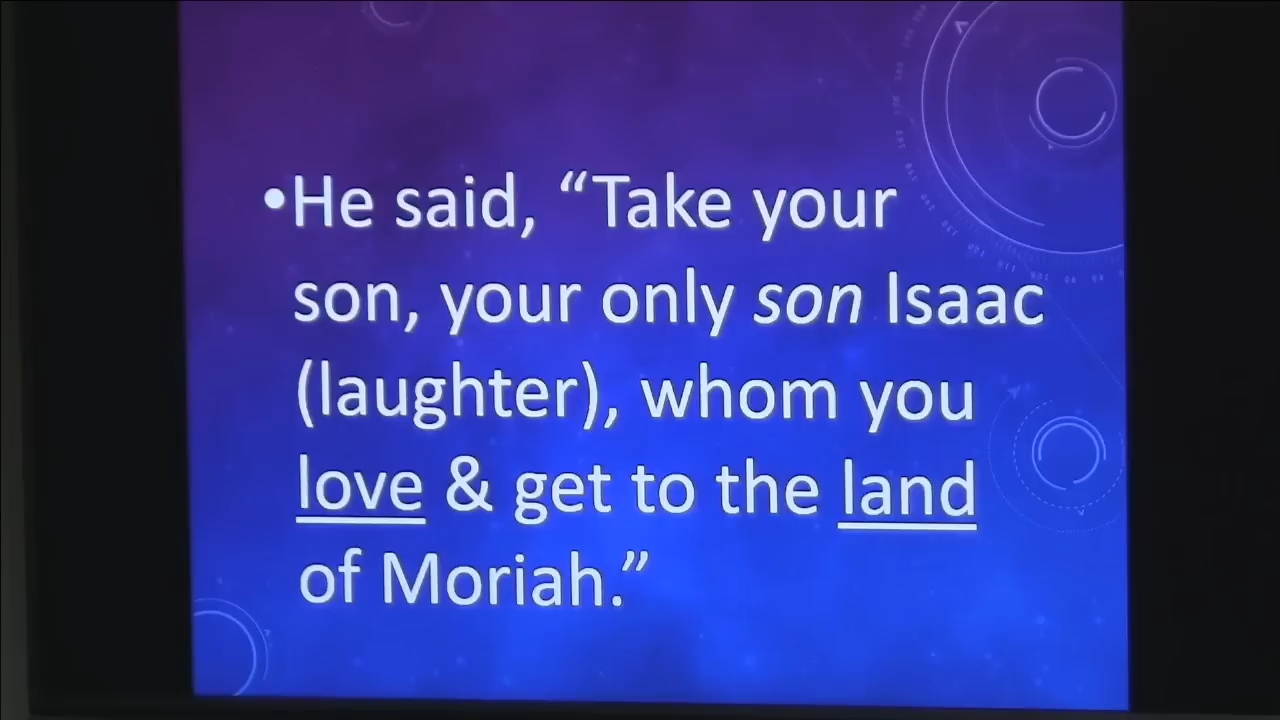 •He said, “Take your
son, your only son Isaac
(laughter), whom you
love & get to the land
of Moriah.”